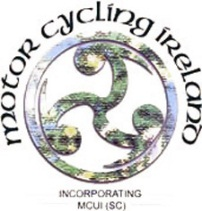 MOTOR CYCLING IRELAND
INCORPORATING
MCUI (SC)